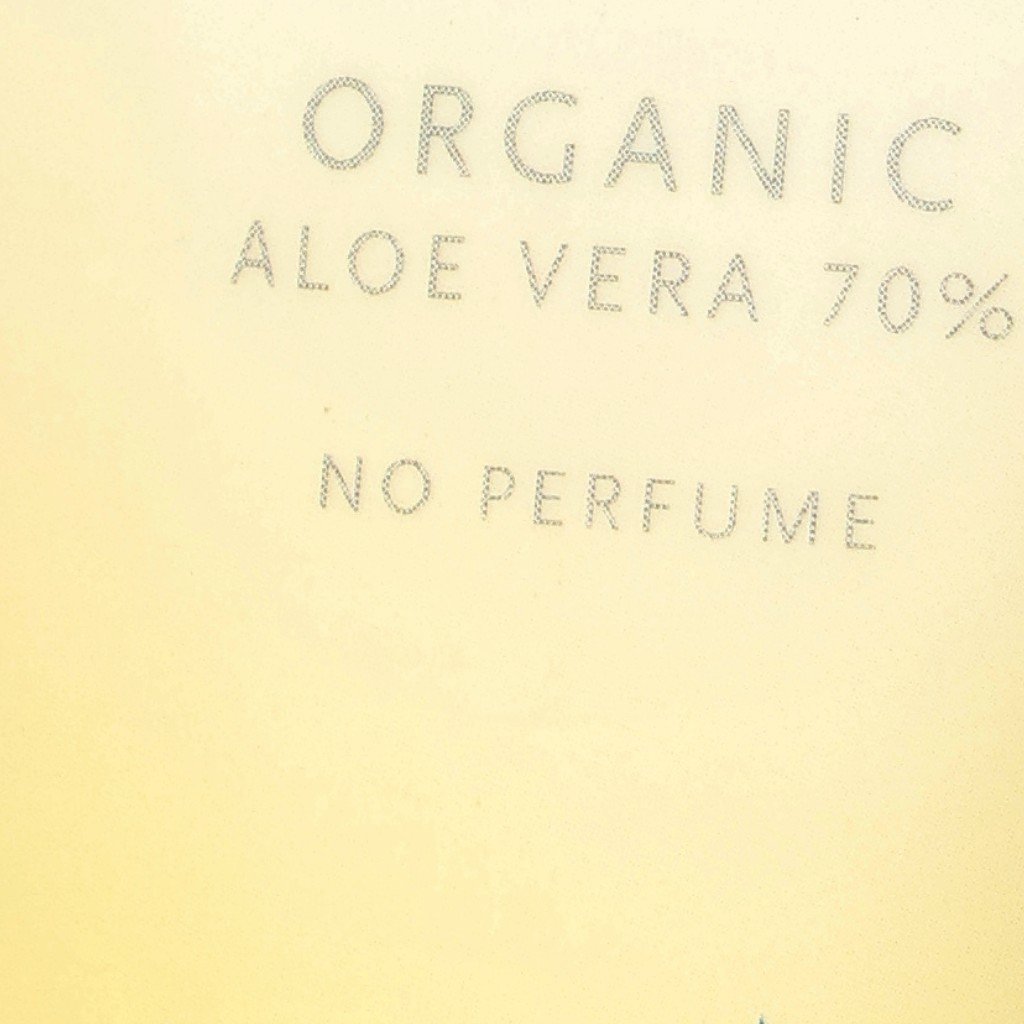 ORGANIC
ALOE VERA 70%
NO PERFUME